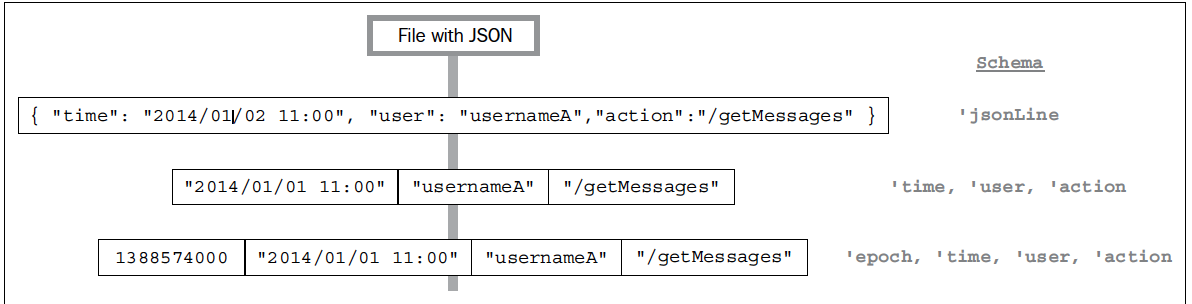 File with JSON
Schema
{ "time": "2014/01/02 11:00", "user": "usernameA","action":"/getMessages" }
'jsonLine
"2014/01/01 11:00" "usernameA" "/getMessages"
'time, 'user, 'action
1388574000 "2014/01/01 11:00" "usernameA" "/getMessages"
'epoch, 'time, 'user, 'action